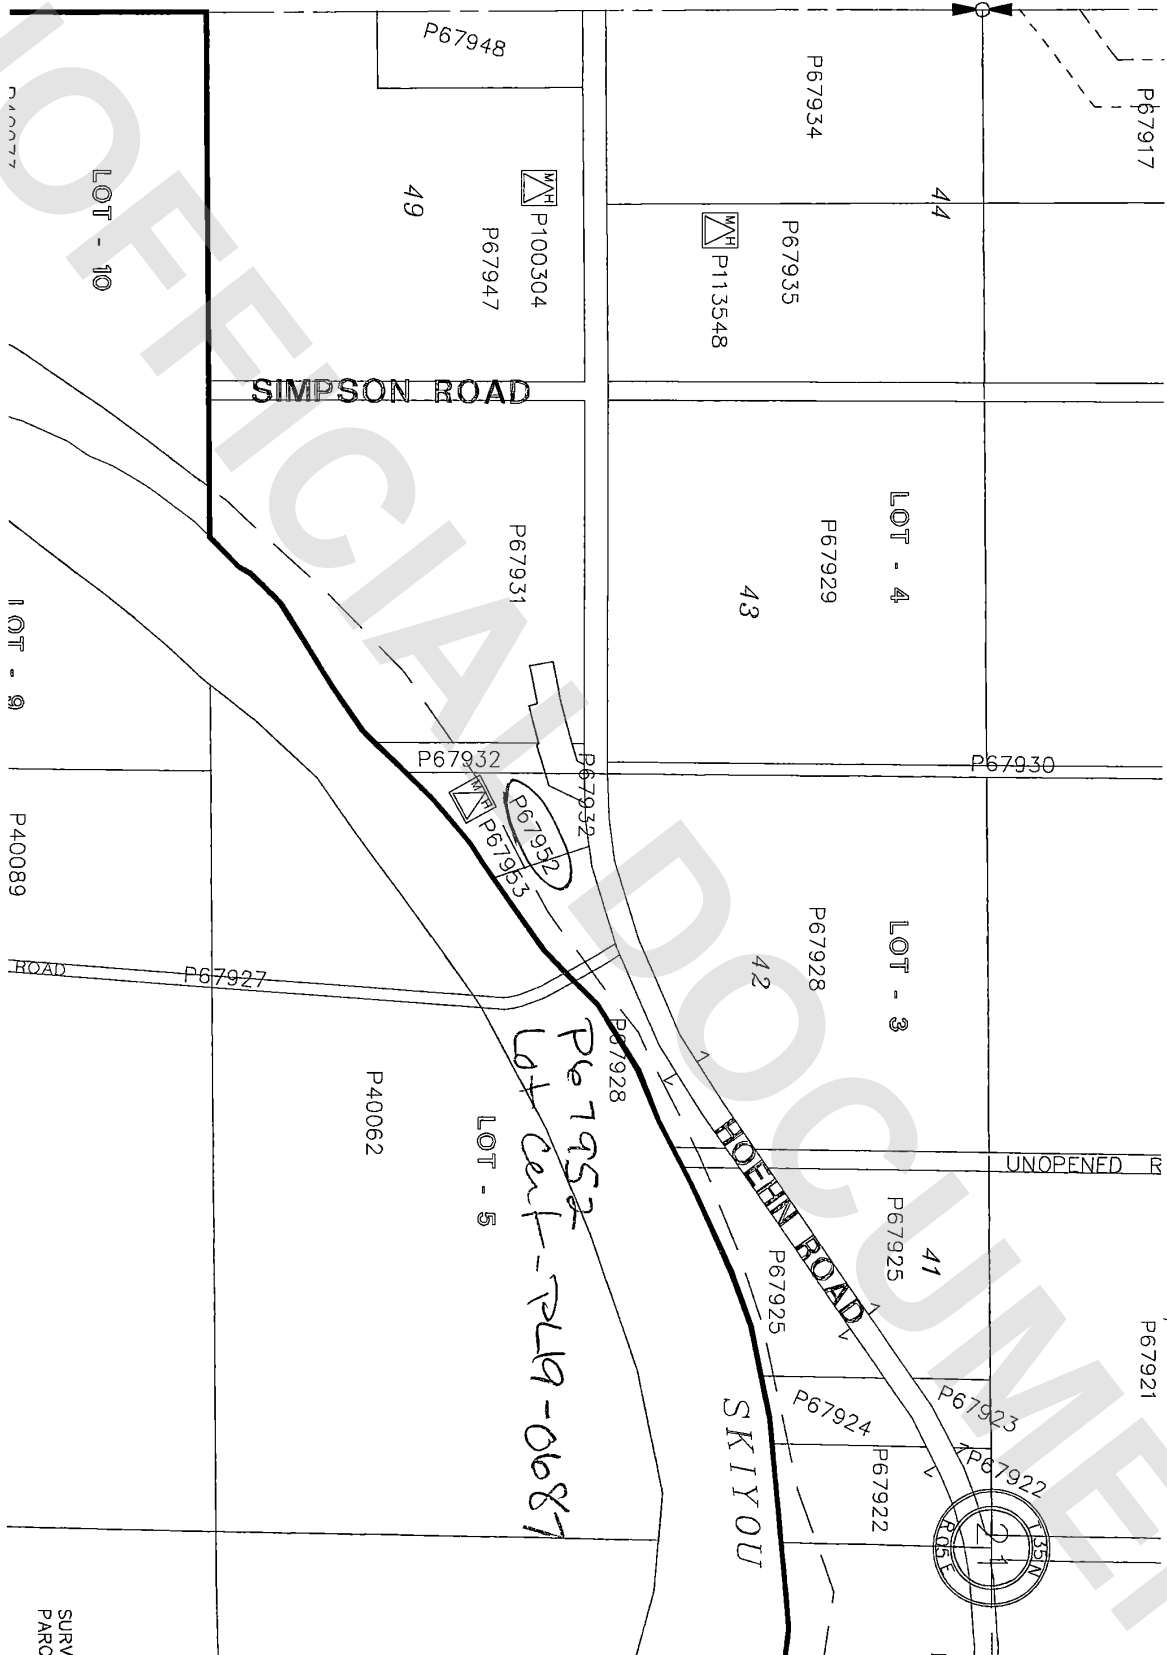 P67948
P67934
P67917
LOT - 10
49
M/H P100304
P67947
M/H P113548
P67935
44
SIMPSON ROAD
P67931
P67929
43
LOT - 4
LOT - 9
P40089
P67932
P67932
P67930
M/H P67953
P67952
ROAD
P67927
P67928
42
P67928
LOT - 3
P67952
Lot Cert - PL19-0687
P40062
LOT - 5
HOEHN ROAD
UNOPENED R
P67925
41
P67925
P67921
P67924
P67923
P67922
P67922
SKIYOU
T35N
21
R05E
SURV
PARC
OFFICIAL DOCUMEN